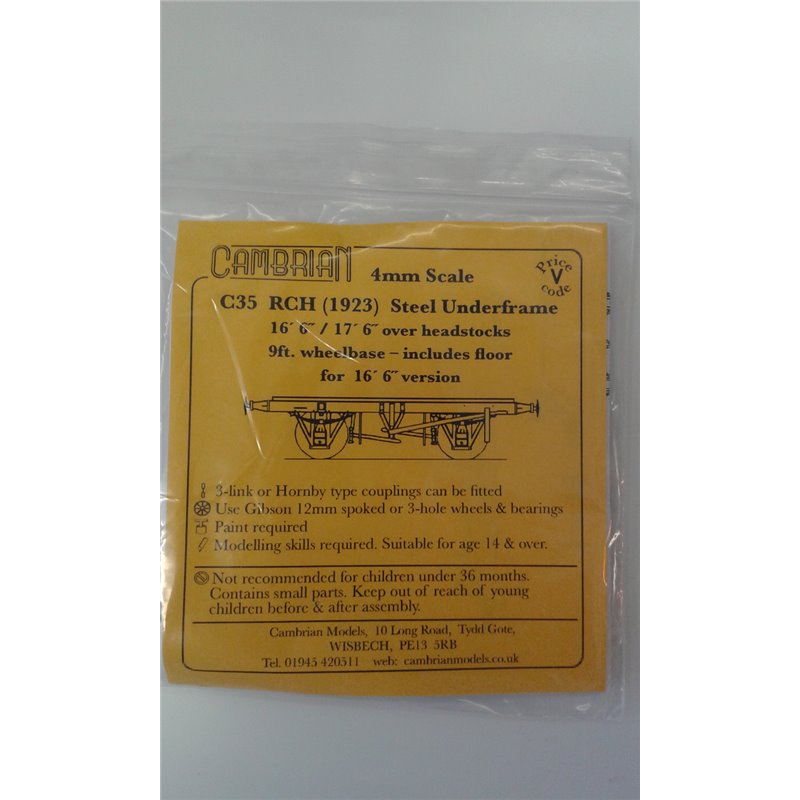 CAMBRIAN
4mm Scale
Price
V
code
C35 RCH (1923) Steel Underframe
16´ 6˝ / 17´ 6˝ over headstocks
9ft. wheelbase – includes floor
for 16´ 6˝ version
3-link or Hornby type couplings can be fitted
Use Gibson 12mm spoked or 3-hole wheels & bearings
Paint required
Modelling skills required. Suitable for age 14 & over.
Not recommended for children under 36 months.
Contains small parts. Keep out of reach of young
children before & after assembly.
Cambrian Models, 10 Long Road, Tydd Gote,
WISBECH, PE13 5RB
Tel. 01945 420511 web: cambrianmodels.co.uk